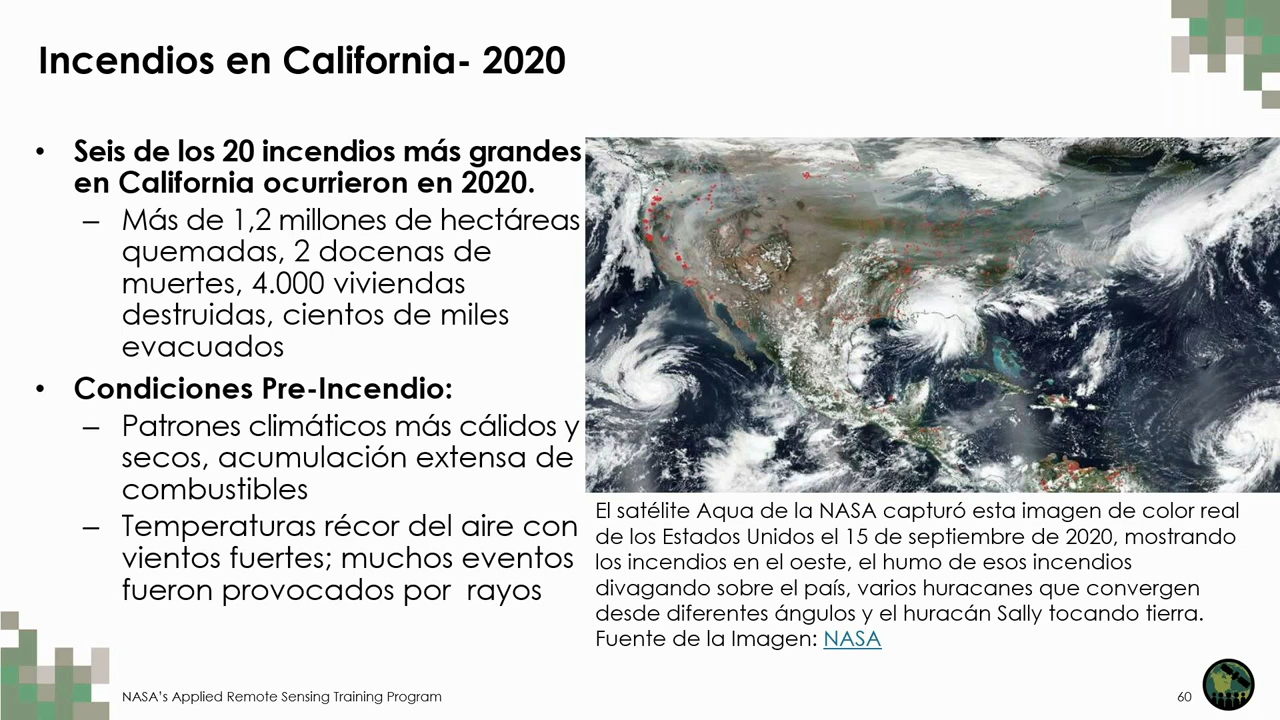 Incendios en California- 2020
• Seis de los 20 incendios más grandes
en California ocurrieron en 2020.
– Más de 1,2 millones de hectáreas
quemadas, 2 docenas de
muertes, 4.000 viviendas
destruidas, cientos de miles
evacuados
• Condiciones Pre-Incendio:
– Patrones climáticos más cálidos y
secos, acumulación extensa de
combustibles
– Temperaturas récor del aire con
vientos fuertes; muchos eventos
fueron provocados por rayos
El satélite Aqua de la NASA capturó esta imagen de color real
de los Estados Unidos el 15 de septiembre de 2020, mostrando
los incendios en el oeste, el humo de esos incendios
divagando sobre el país, varios huracanes que convergen
desde diferentes ángulos y el huracán Sally tocando tierra.
Fuente de la Imagen: NASA
NASA's Applied Remote Sensing Training Program
60